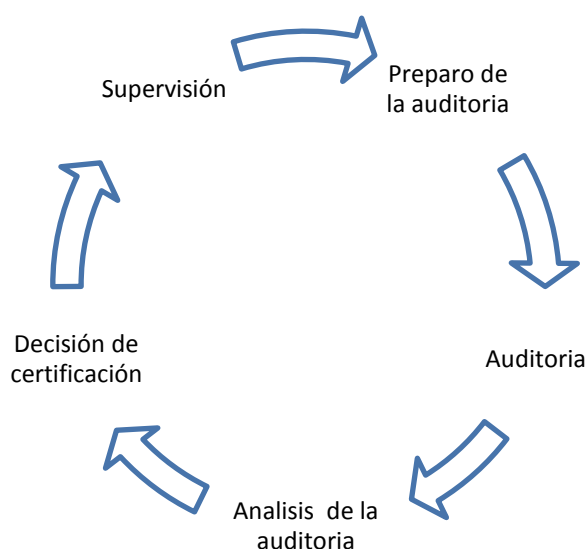 Supervisión
Preparo de
la auditoria
Auditoria
Analisis de la
auditoria
Decisión de
certificación